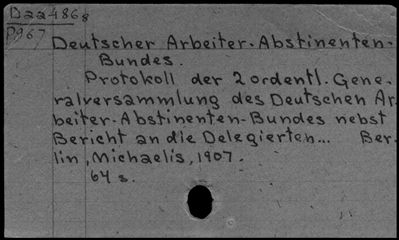 Daa486g
P967
Deutscher Arbeiter-Abstinenten-
Bundes.
Protokoll der 2 ordentl. Gene-
ralversammlung des Deutschen Ar-
beiter-Abstinenten-Bundes nebst
Bericht an die Delegierten... Ber-
lin, Michaelis, 1907.
64 s.